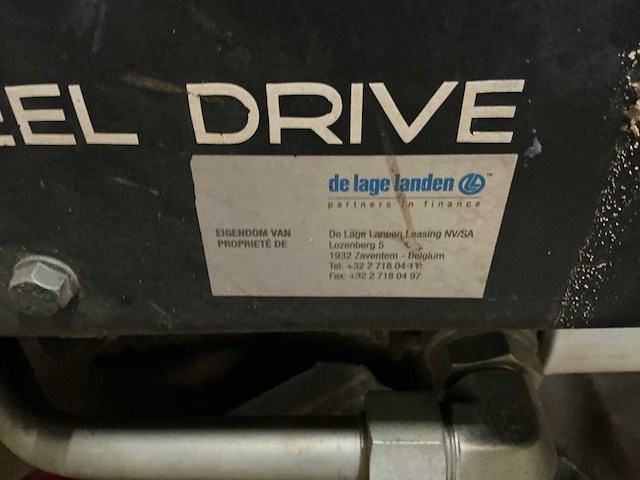 EEL DRIVE
de lage landen
partners in finance
EIGENDOM VAN
PROPRIETÉ DE
De Lage Landen Leasing NV/SA
Lozenberg 5
1932 Zaventem - Belgium
Tel: +32 2 718 04 11
Fax: +32 2 718 04 97